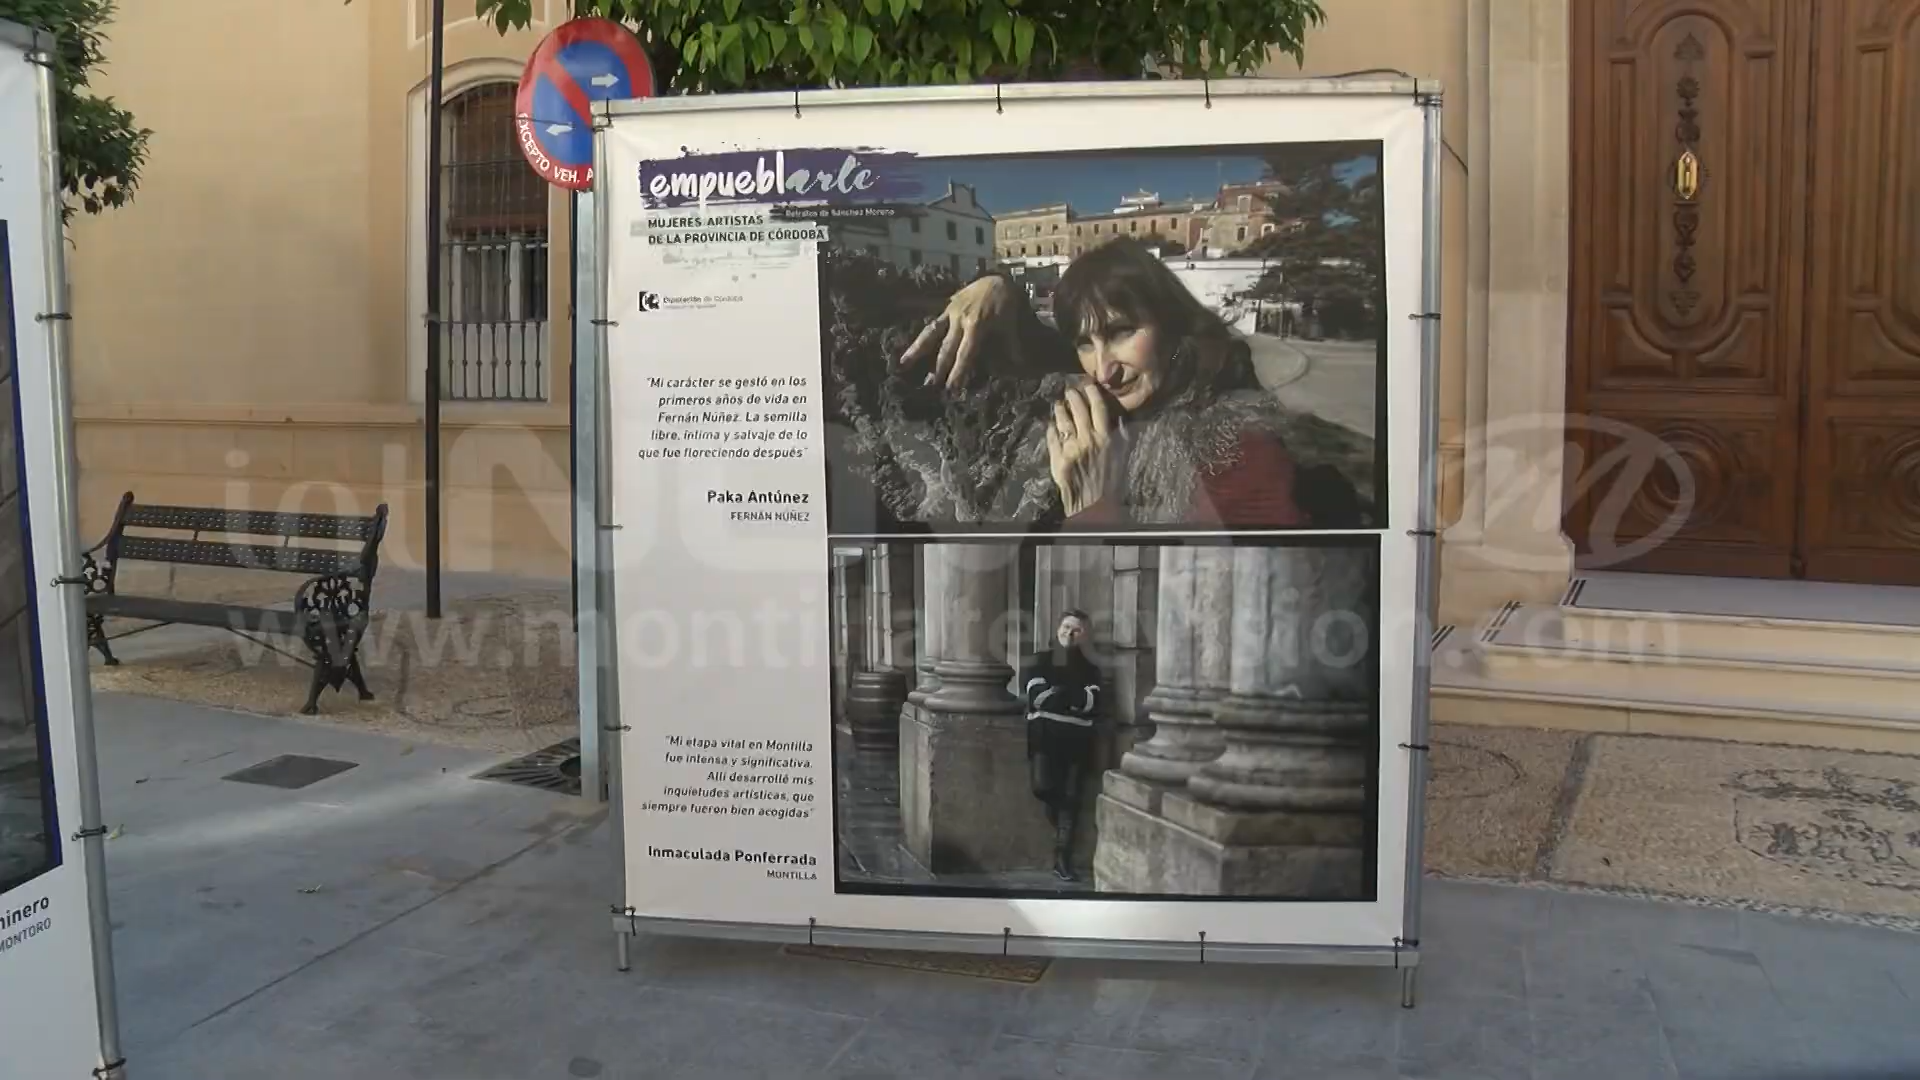 EXCEPTO VEH. A
empueblarte
Retratos de Sánchez Moreno
MUJERES ARTISTAS
DE LA PROVINCIA DE CÓRDOBA
Diputación de Córdoba
"Mi carácter se gestó en los
primeros años de vida en
Fernán Núñez. La semilla
libre, íntima y salvaje de lo
que fue floreciendo después"
Paka Antúnez
FERNÁN NÚÑEZ
"Mi etapa vital en Montilla
fue intensa y significativa.
Allí desarrollé mis
inquietudes artísticas, que
siempre fueron bien acogidas"
Inmaculada Ponferrada
MONTILLA
ninero
MONTORO
www.montillatelevision.com